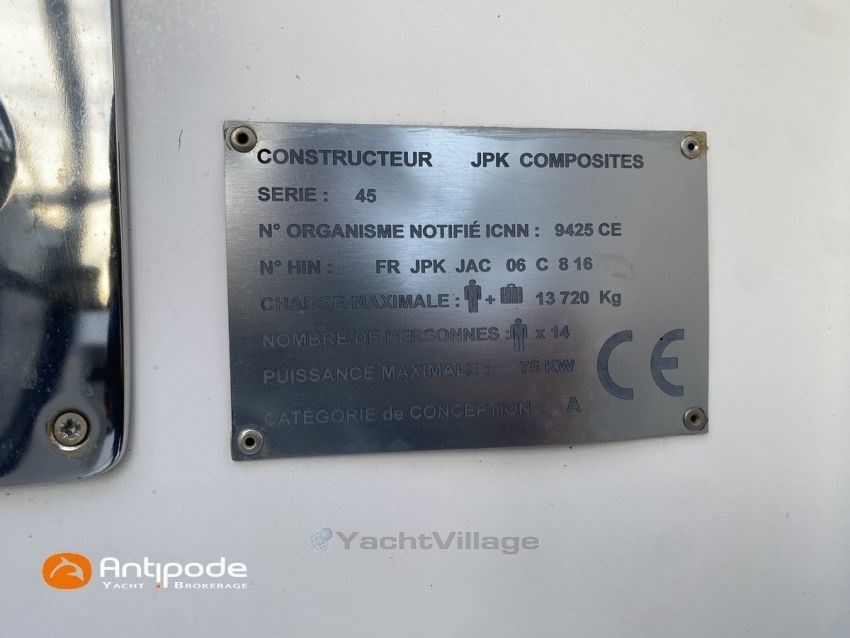 CONSTRUCTEUR JPK COMPOSITES
SERIE : 45
N° ORGANISME NOTIFIÉ ICNN : 9425 CE
N° HIN : FR JPK JAC 06 C 8 16
CHARGE MAXIMALE : + 13 720 Kg
NOMBRE DE PERSONNES : x 14
PUISSANCE MAXIMALE : 75 KW
CE
CATÉGORIE de CONCEPTION A
YachtVillage
Antipode
YACHT BROKERAGE